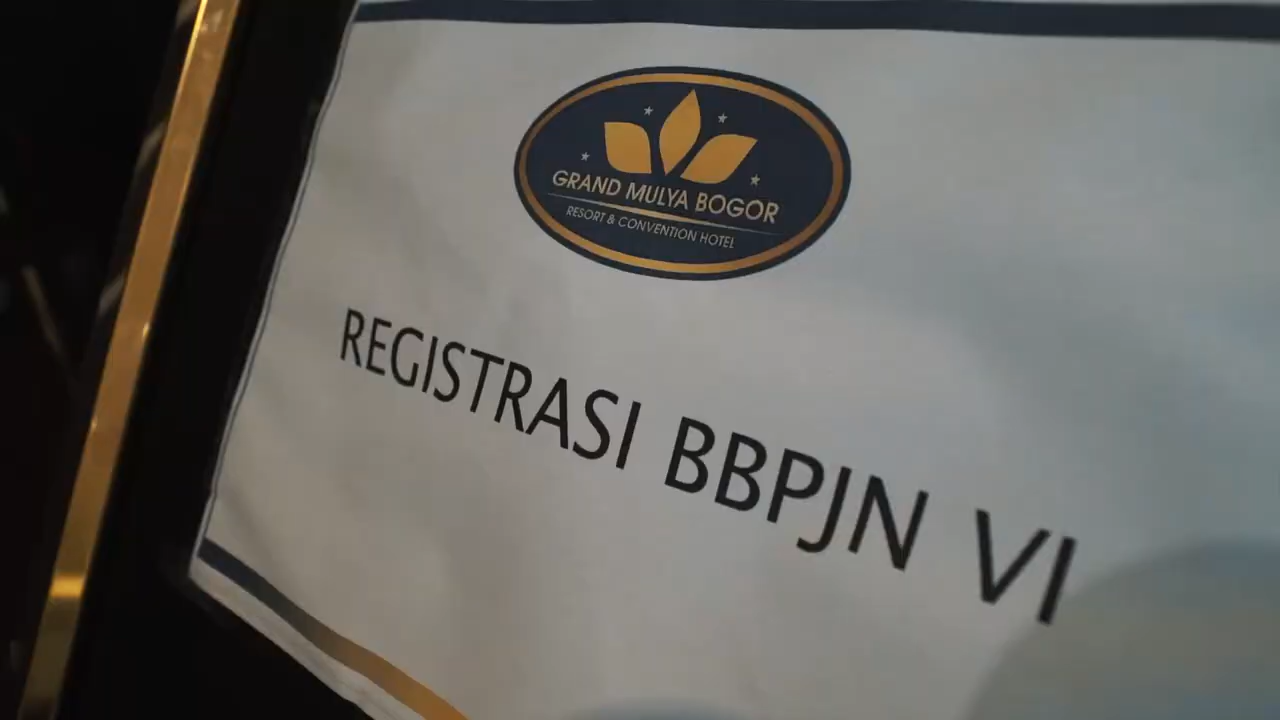 GRAND MULYA BOGOR
RESORT & CONVENTION HOTEL
REGISTRASI BBPJN VI